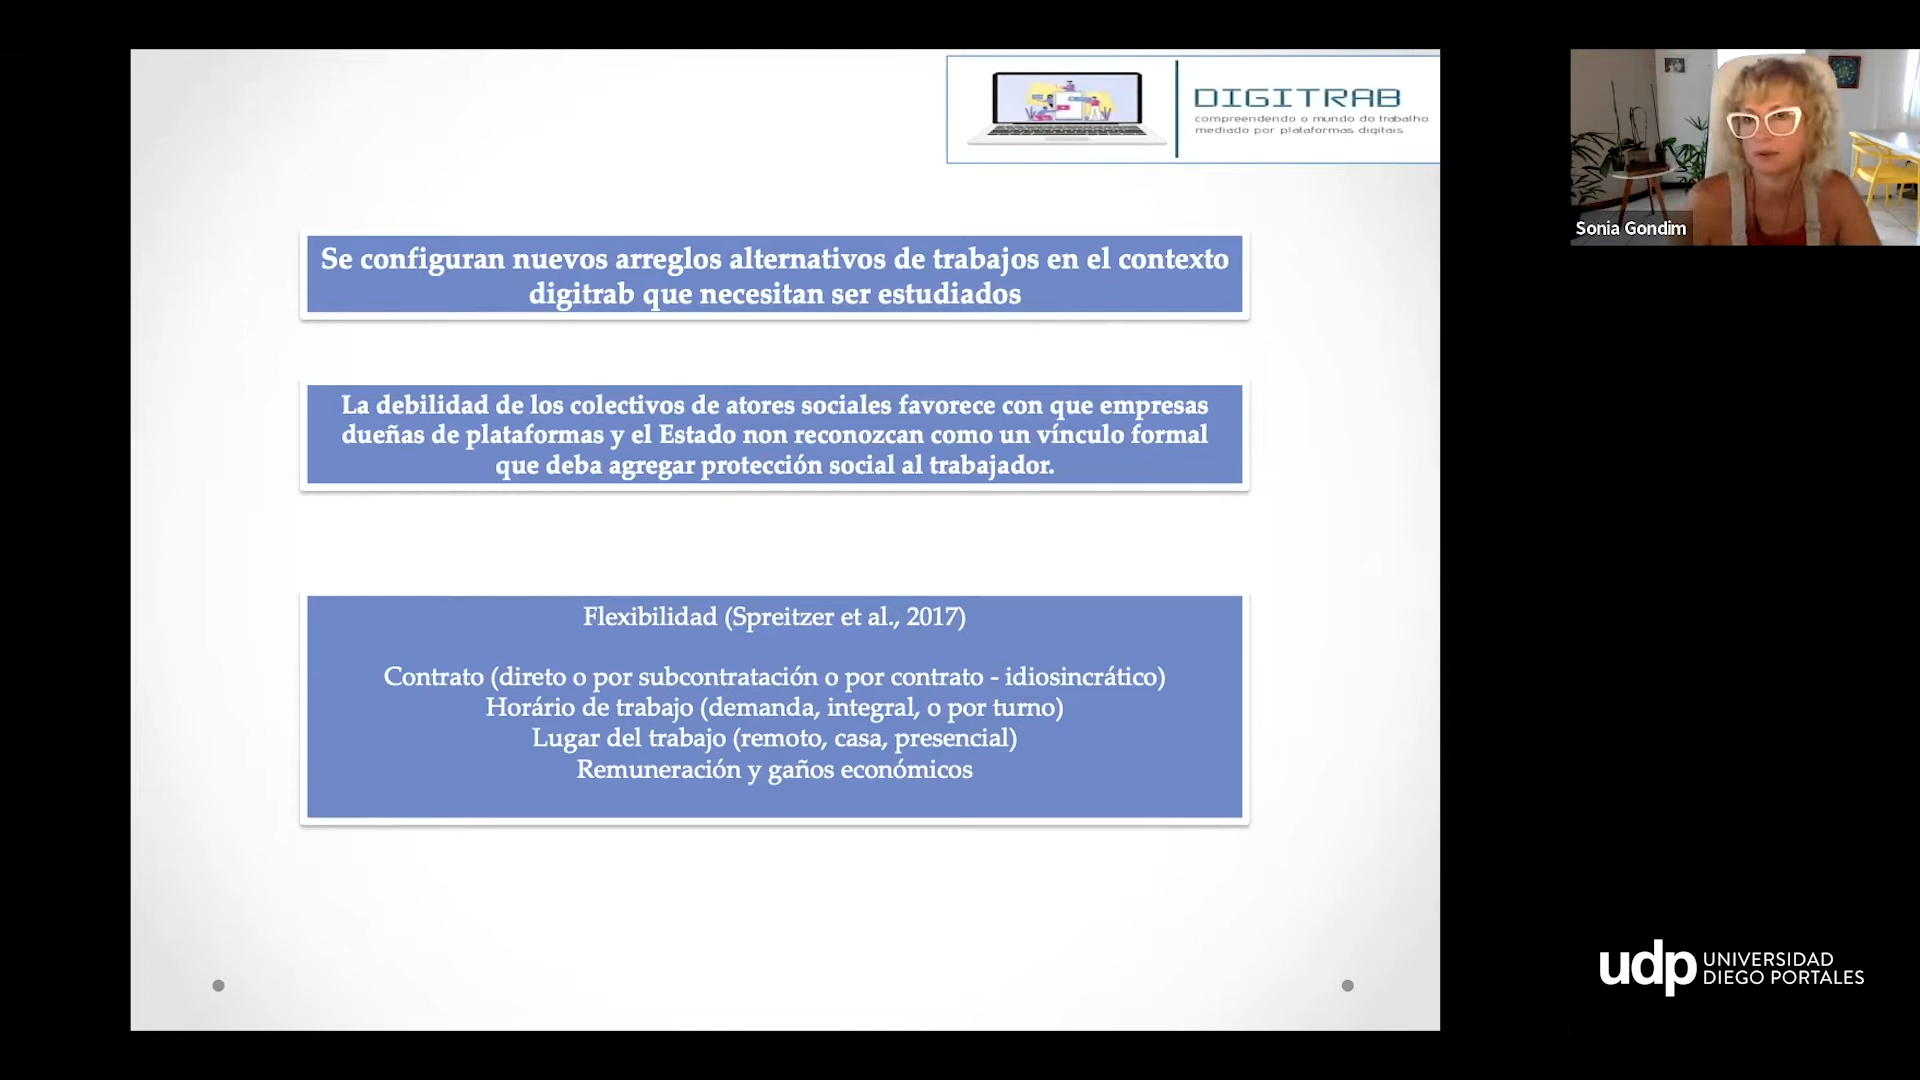 DIGITRAB
compreendendo o mundo do trabalho
mediado por plataformas digitais
Se configuran nuevos arreglos alternativos de trabajos en el contexto
digitrab que necesitan ser estudiados
La debilidad de los colectivos de atores sociales favorece con que empresas
dueñas de plataformas y el Estado non reconozcan como un vínculo formal
que deba agregar protección social al trabajador.
Flexibilidad (Spreitzer et al., 2017)
Contrato (direto o por subcontratación o por contrato - idiosincrático)
Horário de trabajo (demanda, integral, o por turno)
Lugar del trabajo (remoto, casa, presencial)
Remuneración y gaños económicos
Sonia Gondim
udp UNIVERSIDAD
DIEGO PORTALES